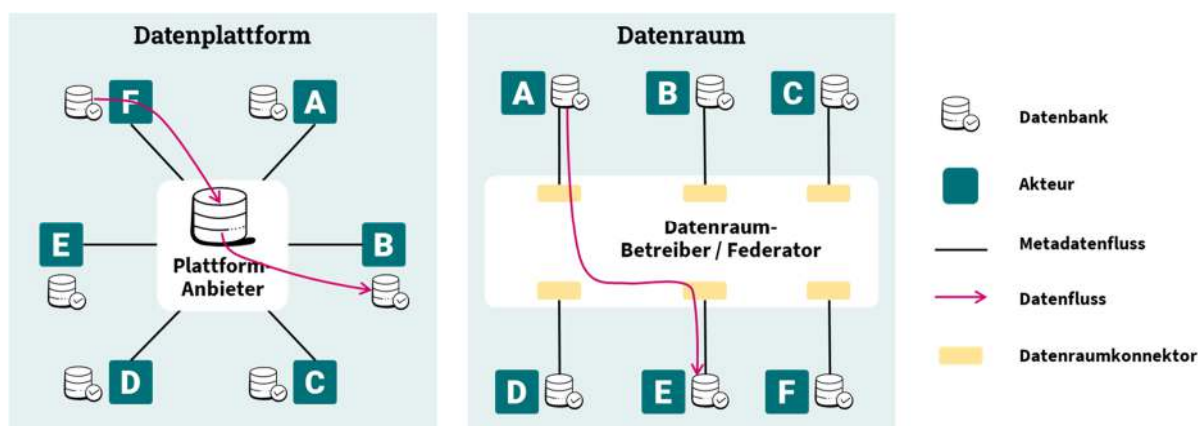 Datenplattform
F
A
E
B
Plattform-
Anbieter
D
C
Datenraum
A
B
C
Datenraum-
Betreiber / Federator
D
E
F
Datenbank
Akteur
Metadatenfluss
Datenfluss
Datenraumkonnektor